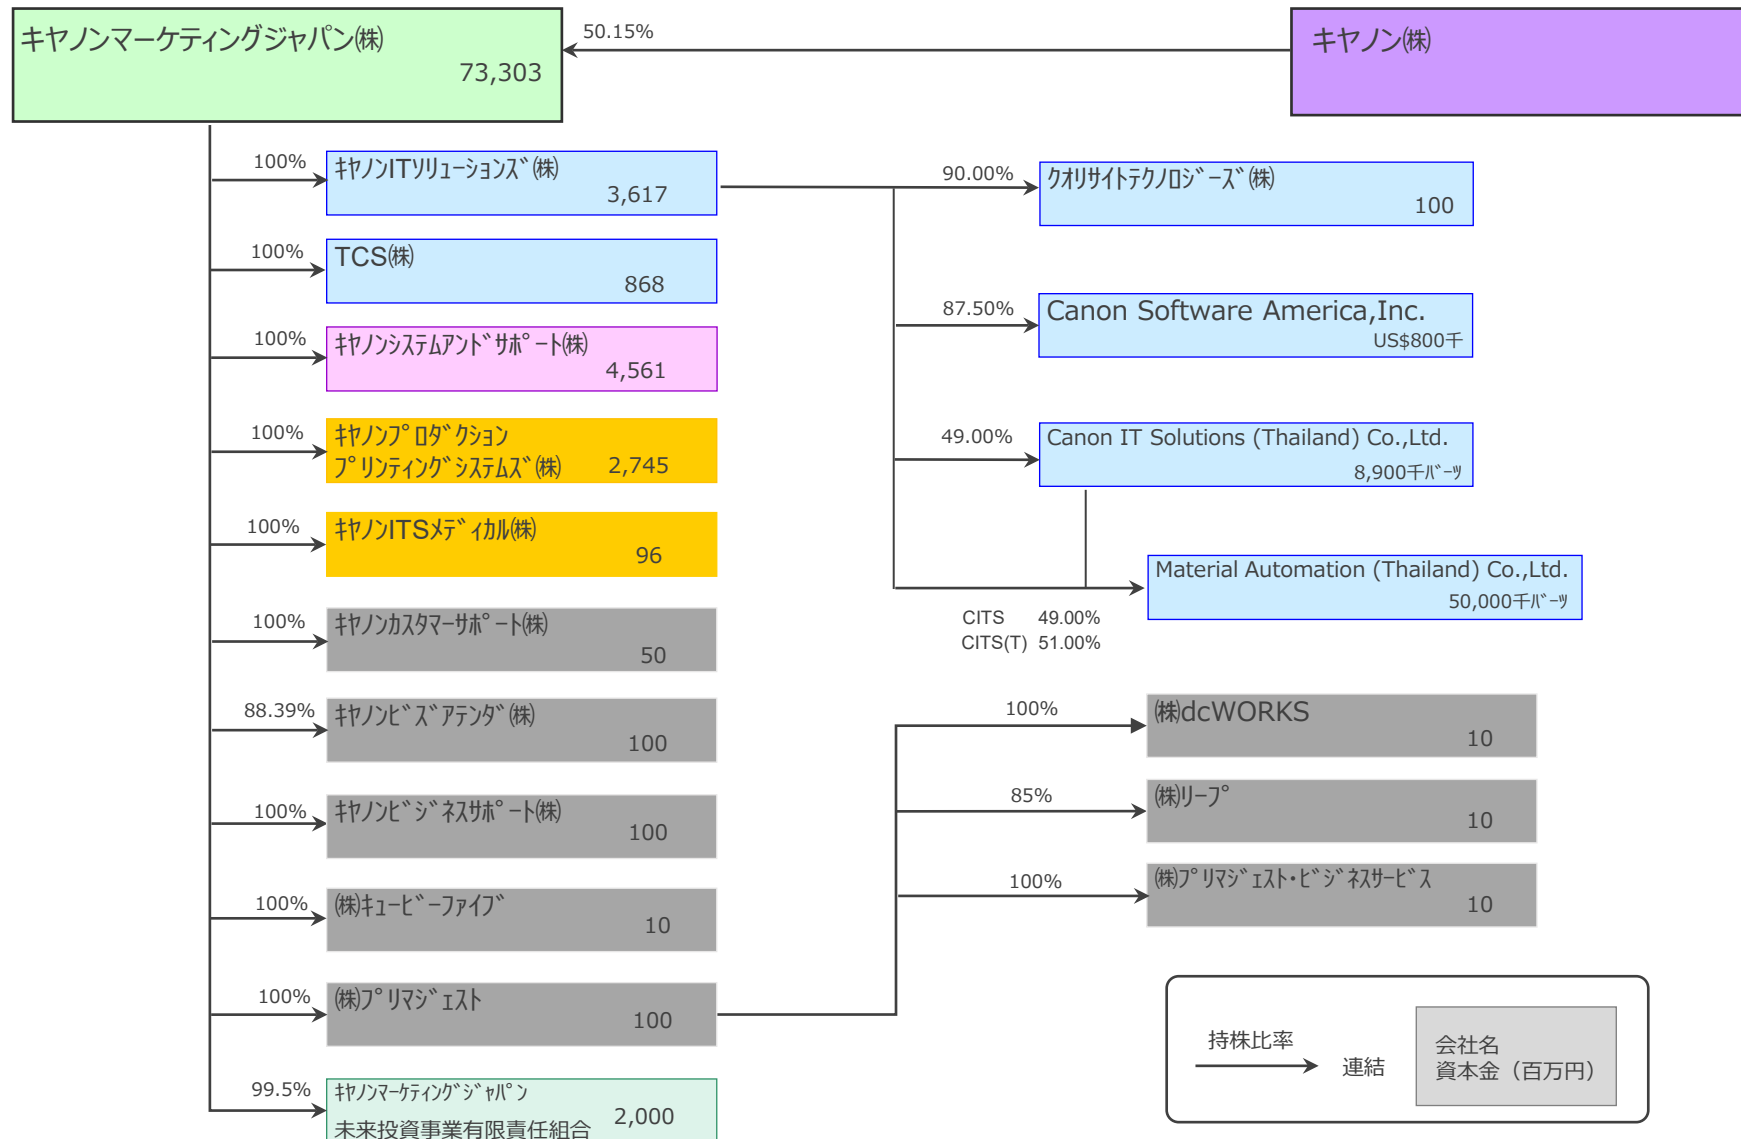 キヤノンマーケティングジャパン㈱
73,303
50.15%
キヤノン㈱
100%
ｷﾔﾉﾝITｿﾘｭｰｼｮﾝｽﾞ㈱
3,617
90.00%
ｸｵﾘｻｲﾄﾃｸﾉﾛｼﾞｰｽﾞ㈱
100
100%
TCS㈱
868
87.50%
Canon Software America,Inc.
US$800千
100%
ｷﾔﾉﾝｼｽﾃﾑｱﾝﾄﾞｻﾎﾟｰﾄ㈱
4,561
100%
ｷﾔﾉﾝﾌﾟﾛﾀﾞｸｼｮﾝ
ﾌﾟﾘﾝﾃｨﾝｸﾞｼｽﾃﾑｽﾞ㈱ 2,745
49.00%
Canon IT Solutions (Thailand) Co.,Ltd.
8,900千ﾊﾞｰﾂ
100%
ｷﾔﾉﾝITSﾒﾃﾞｨｶﾙ㈱
96
Material Automation (Thailand) Co.,Ltd.
50,000千ﾊﾞｰﾂ
CITS 49.00%
CITS(T) 51.00%
100%
ｷﾔﾉﾝｶｽﾀﾏｰｻﾎﾟｰﾄ㈱
50
88.39%
ｷﾔﾉﾝﾋﾞｽﾞｱﾃﾝﾀﾞ㈱
100
100%
㈱dcWORKS
10
100%
ｷﾔﾉﾝﾋﾞｼﾞﾈｽｻﾎﾟｰﾄ㈱
100
85%
㈱ﾘｰﾌﾟ
10
100%
㈱ｷｭｰﾋﾞｰﾌｧｲﾌﾞ
10
100%
㈱ﾌﾟﾘﾏｼﾞｪｽﾄ・ﾋﾞｼﾞﾈｽｻｰﾋﾞｽ
10
100%
㈱ﾌﾟﾘﾏｼﾞｪｽﾄ
100
99.5%
ｷﾔﾉﾝﾏｰｹﾃｨﾝｸﾞｼﾞｬﾊﾟﾝ
未来投資事業有限責任組合
2,000
持株比率
連結
会社名
資本金（百万円）